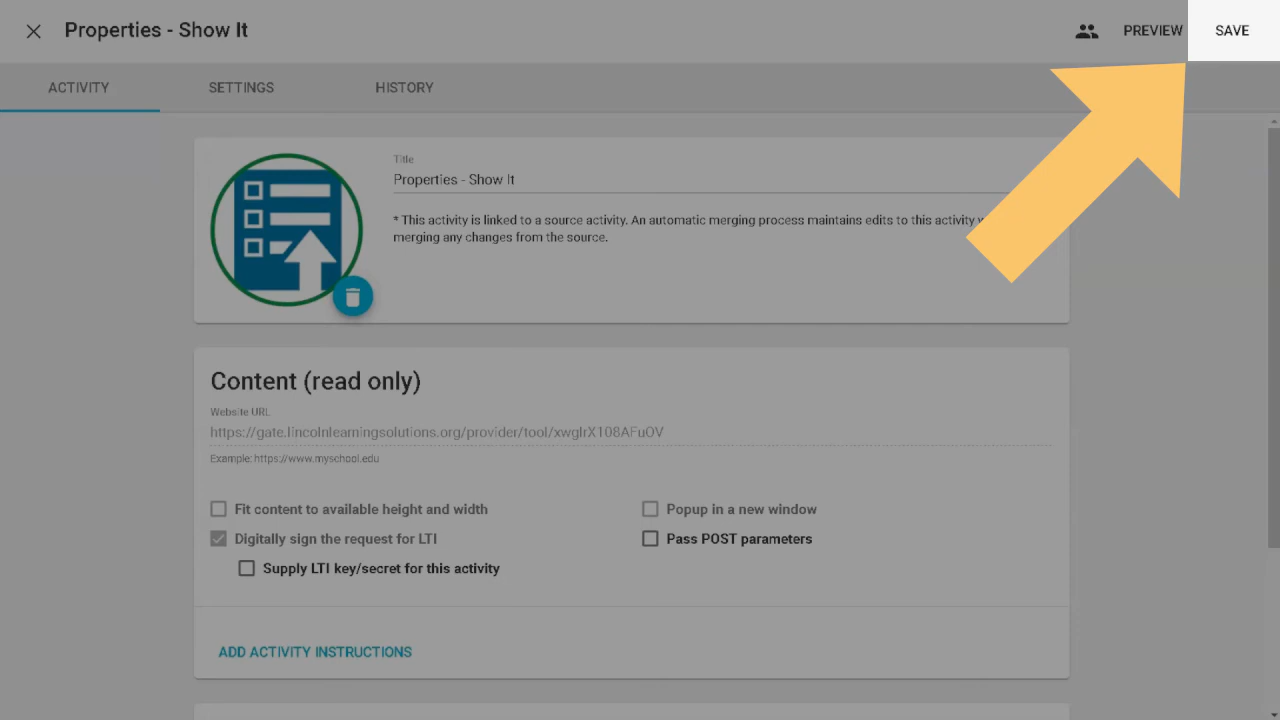 Properties - Show It
PREVIEW
SAVE
ACTIVITY
SETTINGS
HISTORY
Title
Properties - Show It
* This activity is linked to a source activity. An automatic merging process maintains edits to this activity
merging any changes from the source.
Content (read only)
Website URL
https://gate.lincolnlearningsolutions.org/provider/tool/xwglrX108AFuOV
Example: https://www.myschool.edu
Fit content to available height and width
Popup in a new window
Digitally sign the request for LTI
Pass POST parameters
Supply LTI key/secret for this activity
ADD ACTIVITY INSTRUCTIONS